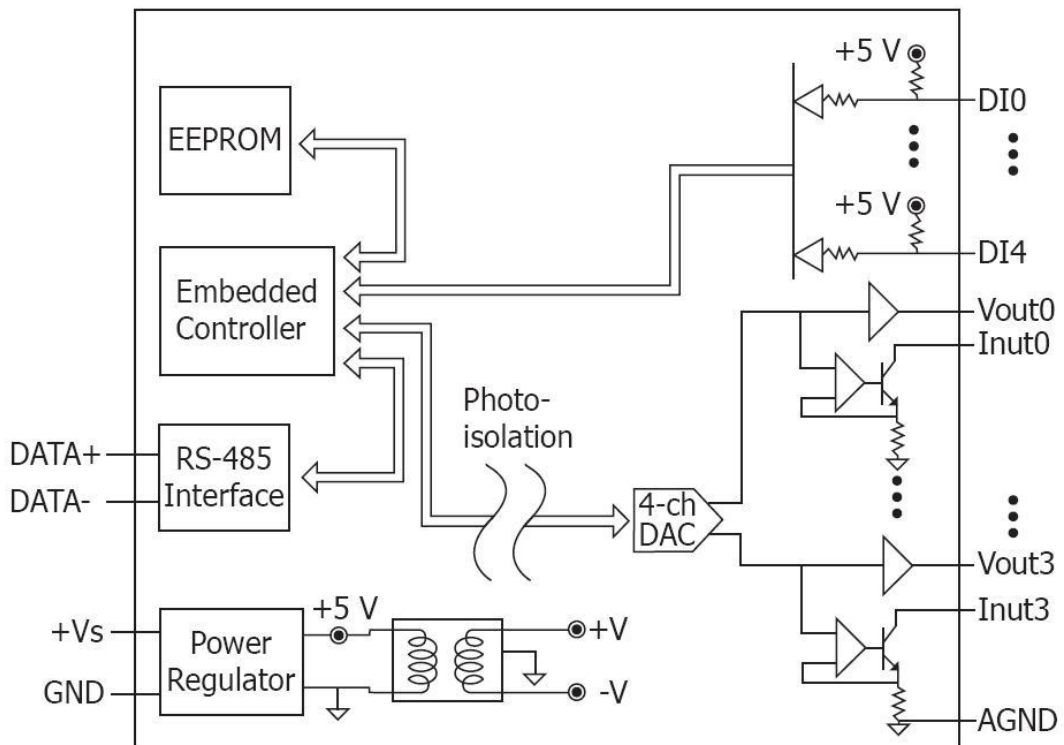 +5 V
DI0
EEPROM
+5 V
DI4
Embedded
Controller
Vout0
Inut0
Photo-
isolation
DATA+
DATA-
RS-485
Interface
4-ch
DAC
Vout3
Inut3
+Vs
GND
Power
Regulator
+5 V
+V
-V
AGND